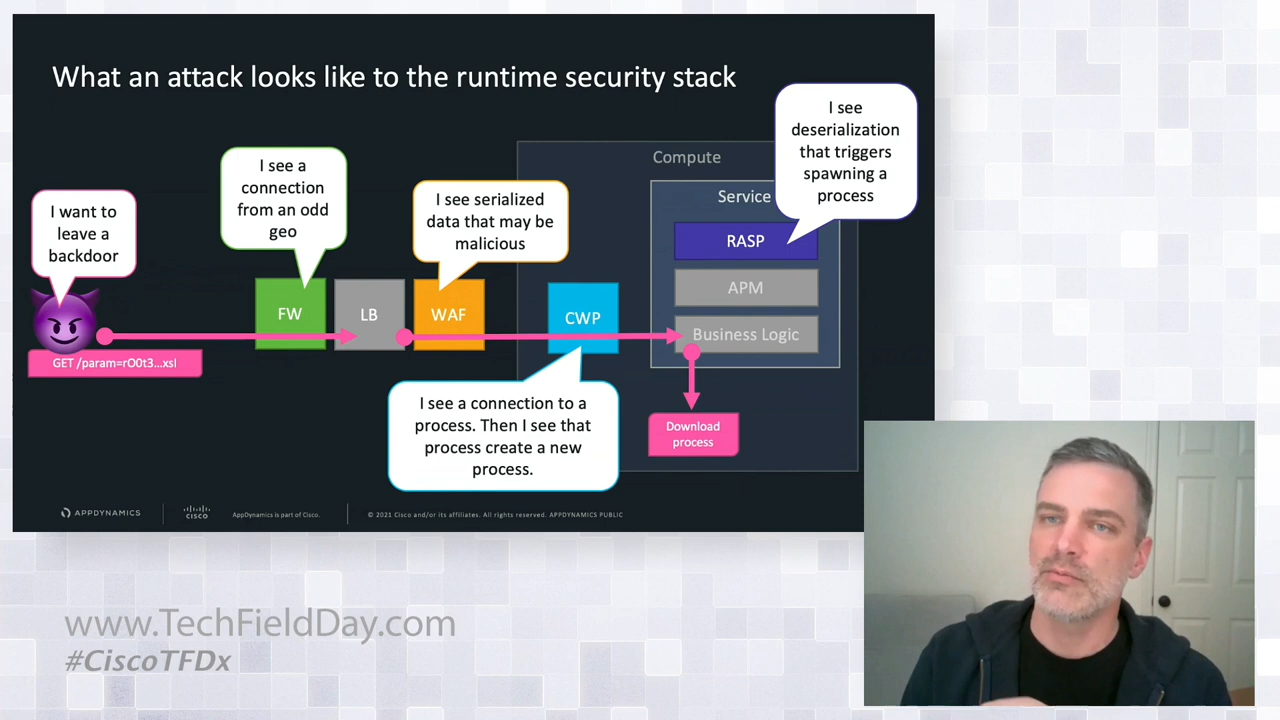 What an attack looks like to the runtime security stack
I want to
leave a
backdoor
GET /param=rO0t3...xsl
I see a
connection
from an odd
geo
FW
LB
I see serialized
data that may be
malicious
WAF
Compute
CWP
I see a connection to a
process. Then I see that
process create a new
process.
Service
I see
deserialization
that triggers
spawning a
process
RASP
APM
Business Logic
Download
process
APPDYNAMICS
CISCO
AppDynamics is part of Cisco.
© 2021 Cisco and/or its affiliates. All rights reserved. APPDYNAMICS PUBLIC
www.TechFieldDay.com
#CiscoTFDx